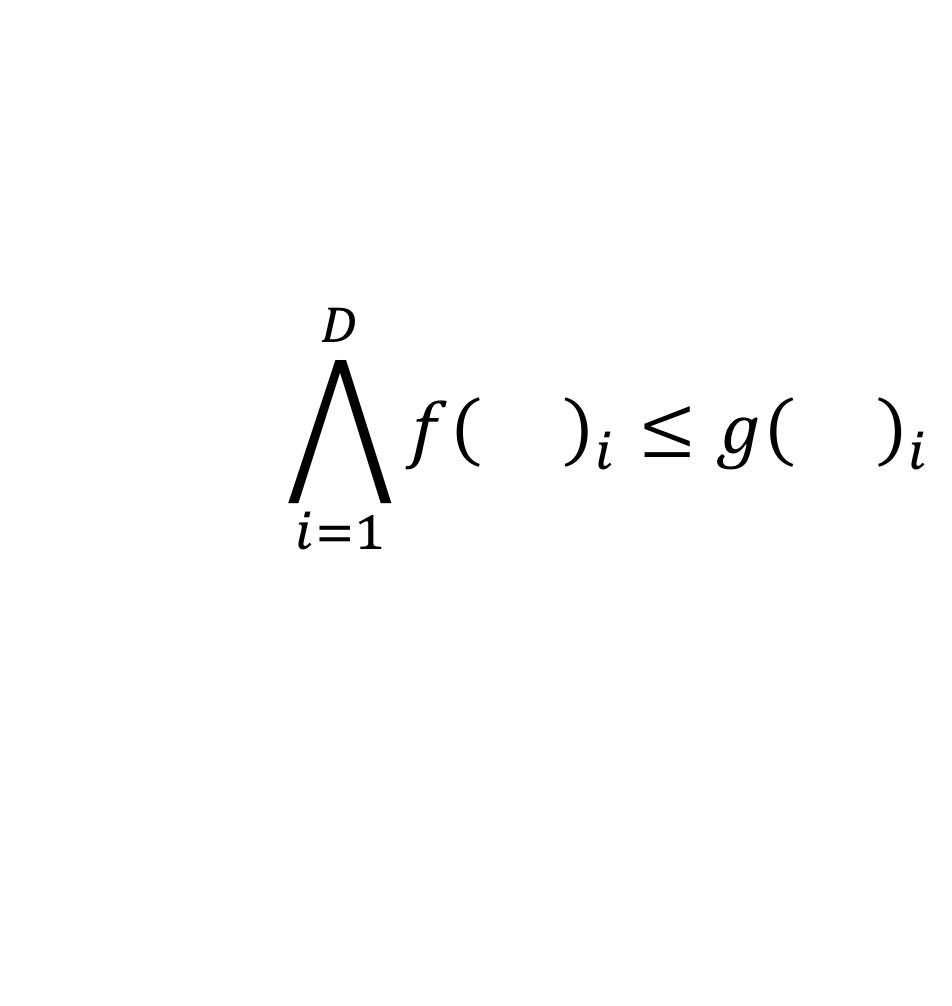 D
⋀ f(   )ᵢ ≤ g(   )ᵢ
i=1